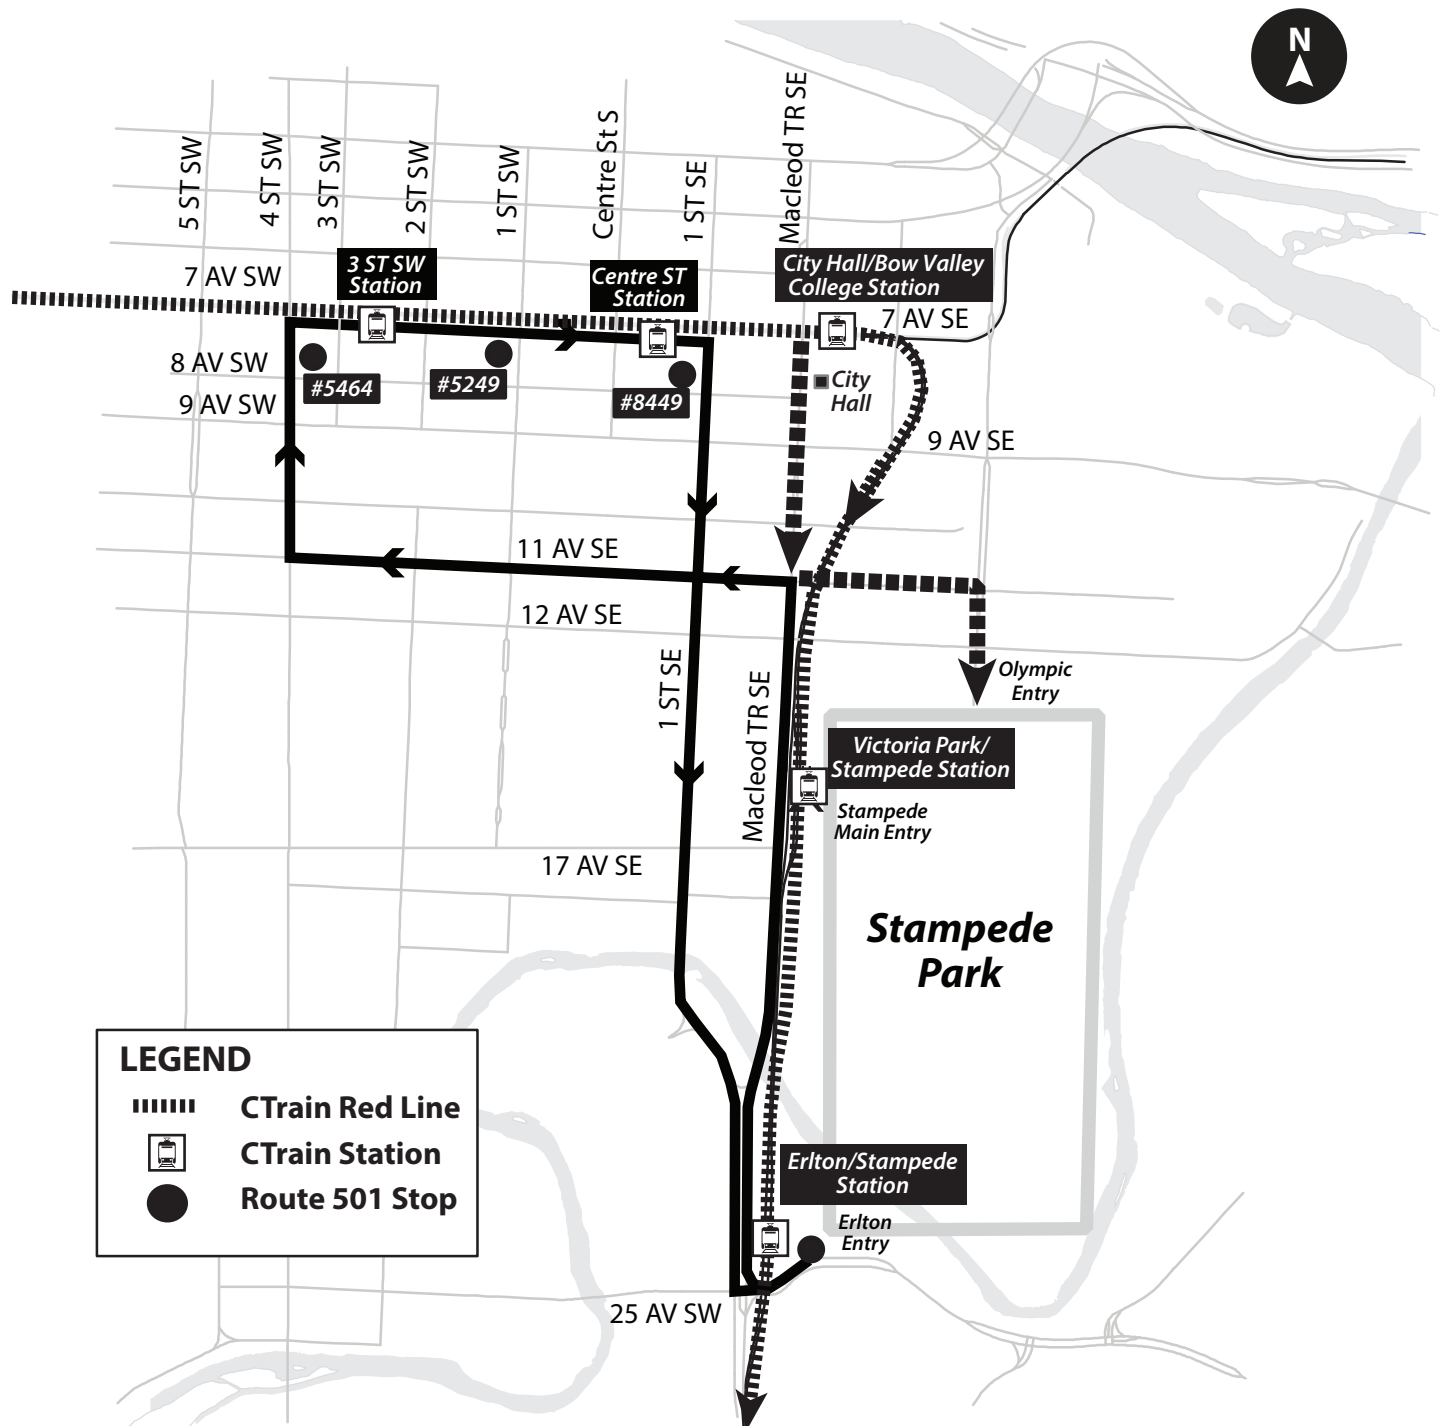 N
5 ST SW
4 ST SW
3 ST SW
2 ST SW
1 ST SW
Centre St S
1 ST SE
Macleod TR SE
7 AV SW
3 ST SW
Station
Centre ST
Station
City Hall/Bow Valley
College Station
7 AV SE
8 AV SW
9 AV SW
#5464
#5249
#8449
City
Hall
9 AV SE
11 AV SE
12 AV SE
1 ST SE
Macleod TR SE
Olympic
Entry
Victoria Park/
Stampede Station
Stampede
Main Entry
17 AV SE
Stampede
Park
LEGEND
CTrain Red Line
CTrain Station
Route 501 Stop
Erlton/Stampede
Station
Erlton
Entry
25 AV SW